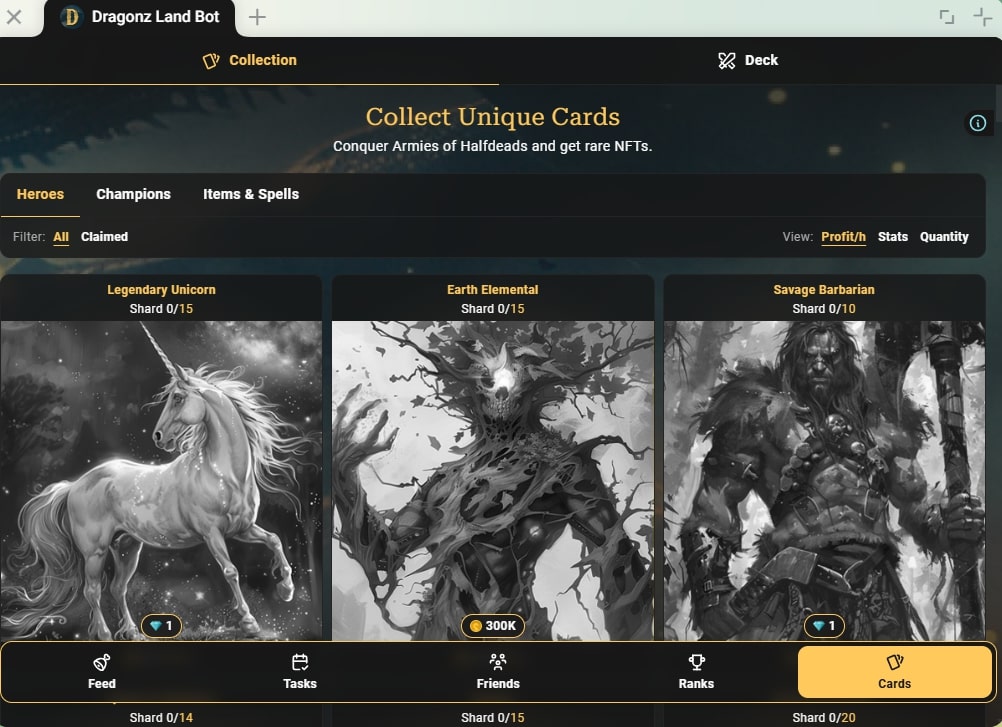 Dragonz Land Bot
Collection
Deck
Collect Unique Cards
Conquer Armies of Halfdeads and get rare NFTs.
Heroes Champions Items & Spells
Filter: All Claimed
View: Profit/h Stats Quantity
Legendary Unicorn
Shard 0/15
Earth Elemental
Shard 0/15
Savage Barbarian
Shard 0/10
1
300K
1
Feed
Tasks
Friends
Ranks
Cards
Shard 0/14
Shard 0/15
Shard 0/20